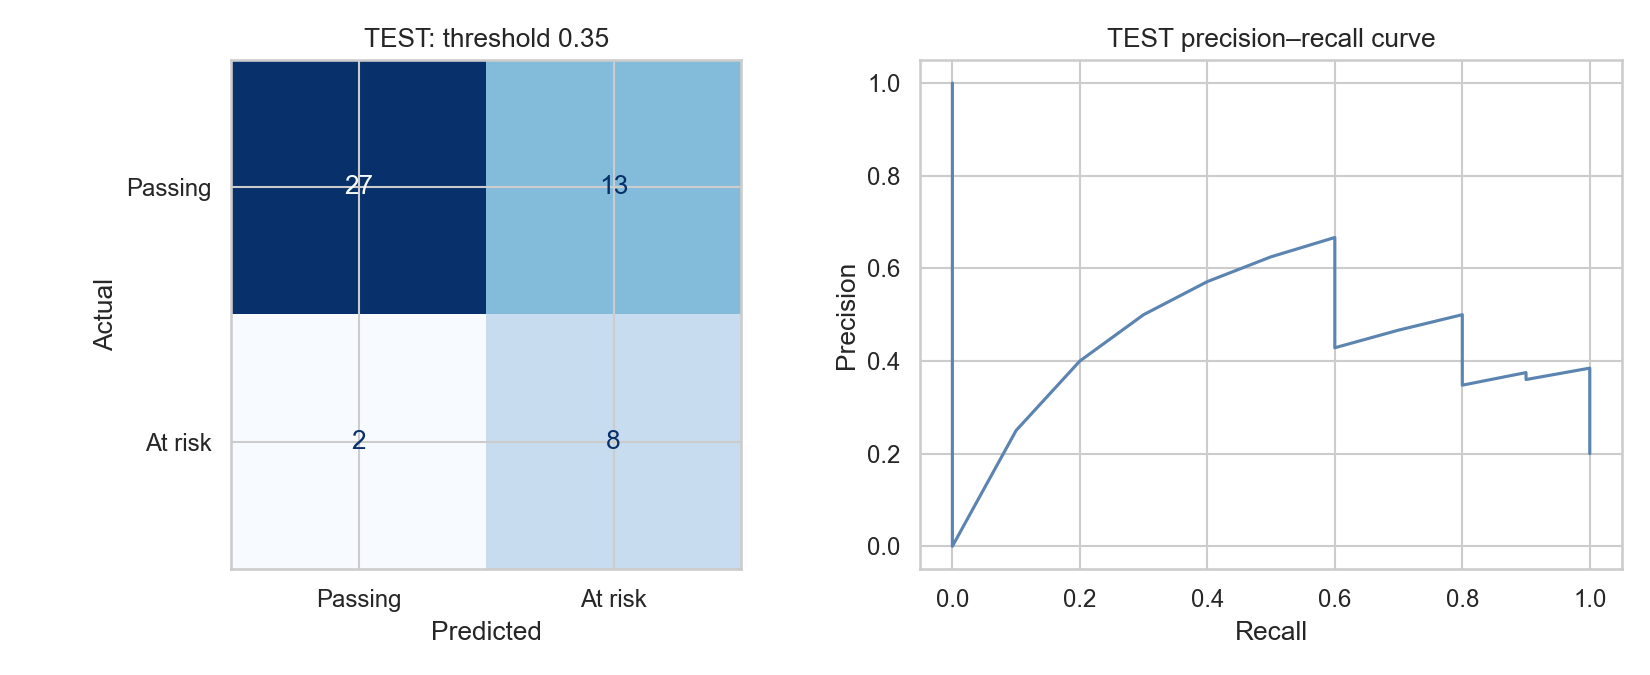 TEST: threshold 0.35
Actual
Passing
At risk
27
13
2
8
Passing
At risk
Predicted
TEST precision–recall curve
Precision
1.0
0.8
0.6
0.4
0.2
0.0
0.0
0.2
0.4
0.6
0.8
1.0
Recall